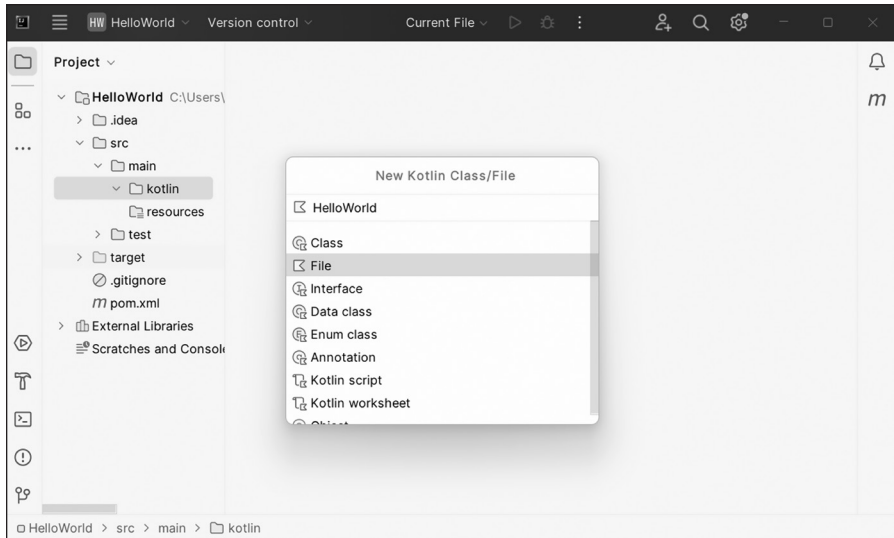 HW HelloWorld Version control Current File
Project
HelloWorld C:\Users\
.idea
src
main
kotlin
resources
test
target
.gitignore
m pom.xml
External Libraries
Scratches and Consol
New Kotlin Class/File
HelloWorld
Class
File
Interface
Data class
Enum class
Annotation
Kotlin script
Kotlin worksheet
Object
m
HelloWorld > src > main > kotlin